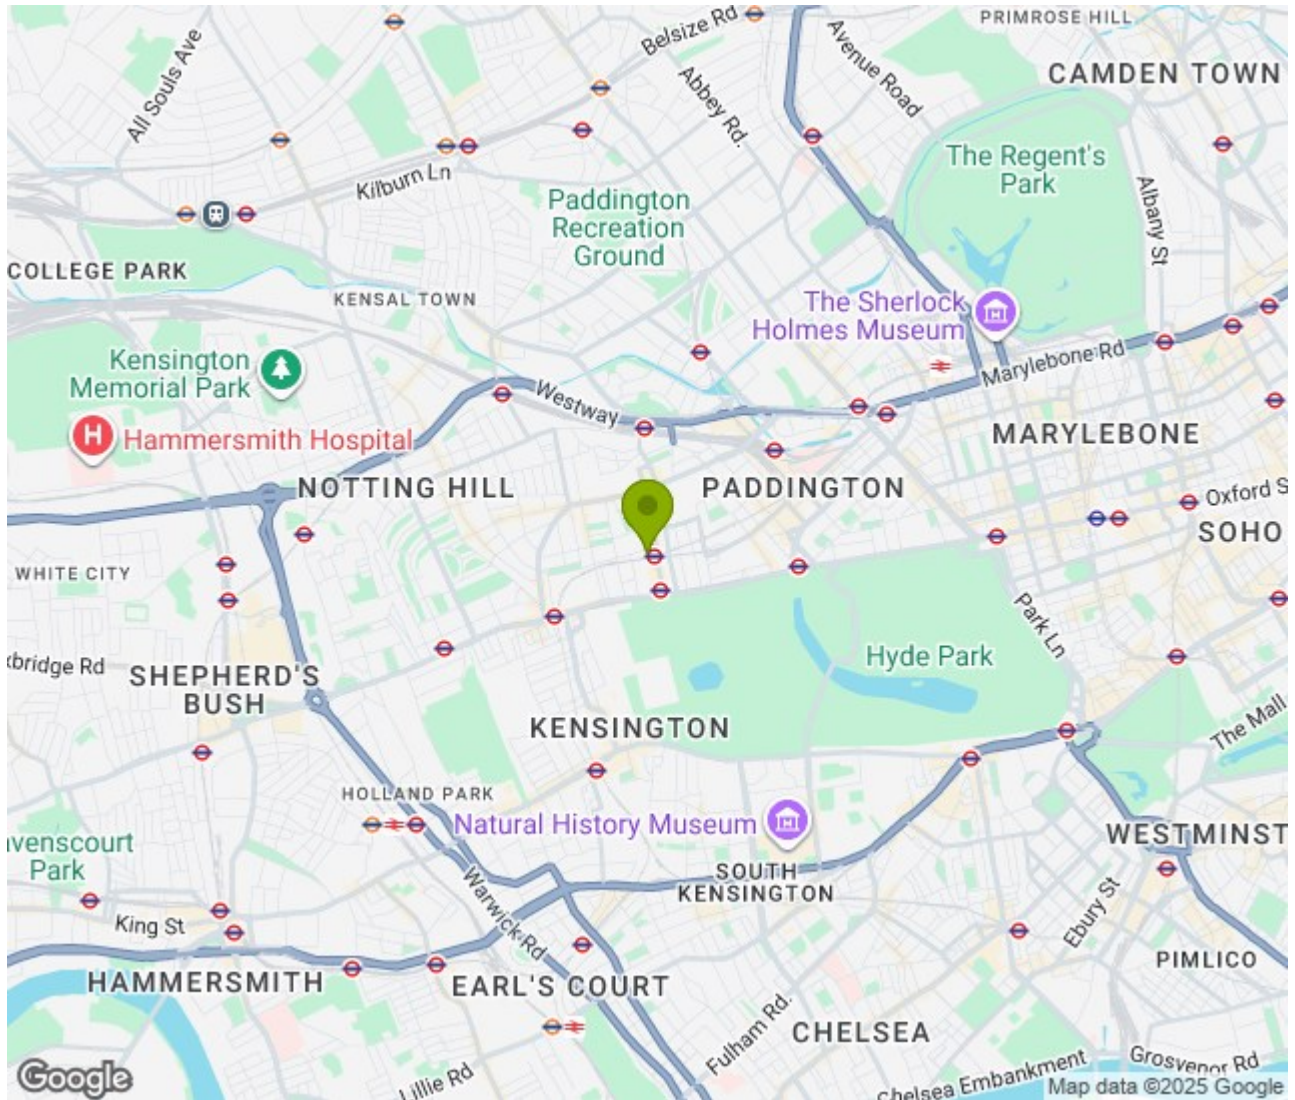 PRIMROSE HILL
Belsize Rd
All Souls Ave
Abbey Rd.
Avenue Road
CAMDEN TOWN
The Regent's
Park
Albany St
Kilburn Ln
Paddington
Recreation
Ground
COLLEGE PARK
KENSAL TOWN
The Sherlock
Holmes Museum
Kensington
Memorial Park
Marylebone Rd
Westway
H
Hammersmith Hospital
MARYLEBONE
NOTTING HILL
PADDINGTON
Oxford S
SOHO
WHITE CITY
Park Ln
xbridge Rd
Hyde Park
SHEPHERD'S
BUSH
The Mall
KENSINGTON
HOLLAND PARK
Natural History Museum
WESTMINST
avenscourt
Park
SOUTH
KENSINGTON
Warwick Rd
Ebury St
King St
PIMLICO
HAMMERSMITH
EARL'S COURT
Fulham Rd.
CHELSEA
Grosvenor Rd
Chelsea Embankment
Lillie Rd
Google
Map data ©2025 Google